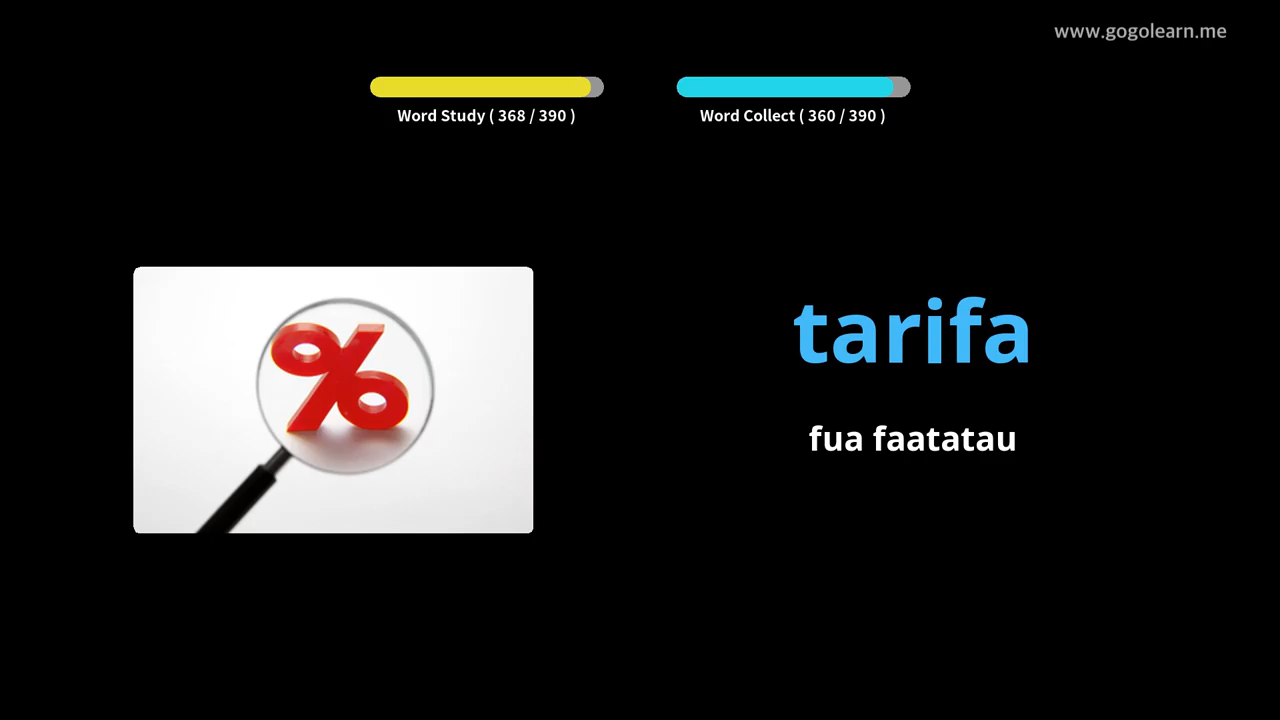 www.gogolearn.me
Word Study ( 368 / 390 )
Word Collect ( 360 / 390 )
%
tarifa
fua faatatau